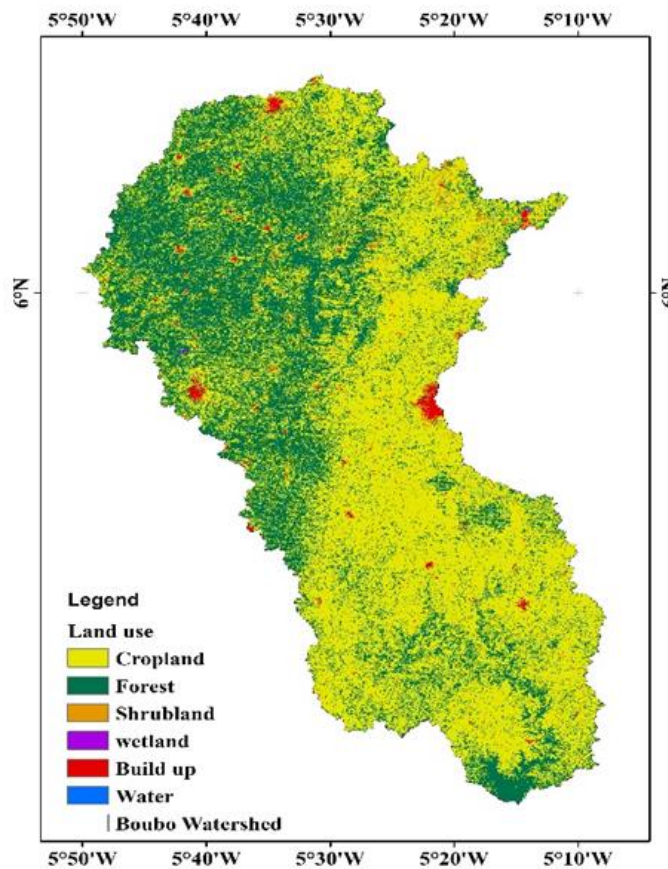 5°50'W 5°40'W 5°30'W 5°20'W 5°10'W
6°N 6°N
Legend
Land use
Cropland
Forest
Shrubland
wetland
Build up
Water
Boubo Watershed
5°50'W 5°40'W 5°30'W 5°20'W 5°10'W